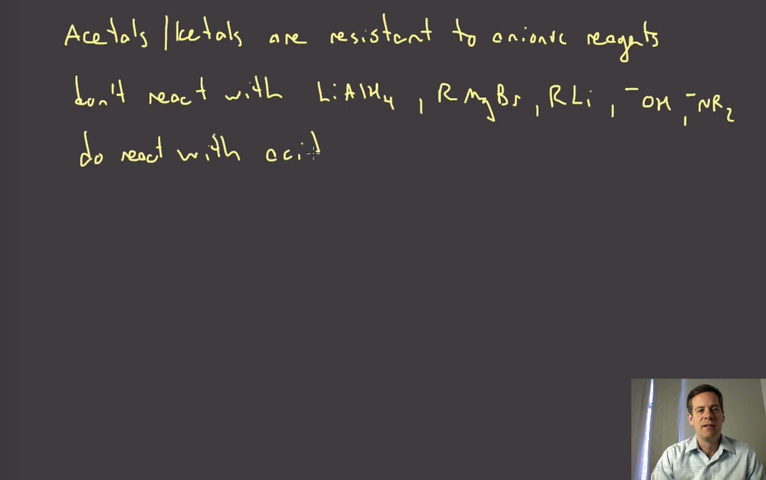 Acetals/ketals are resistant to anionic reagents
don't react with LiAlH4, RMgBr, RLi, ⁻OH, ⁻NR2
do react with acid